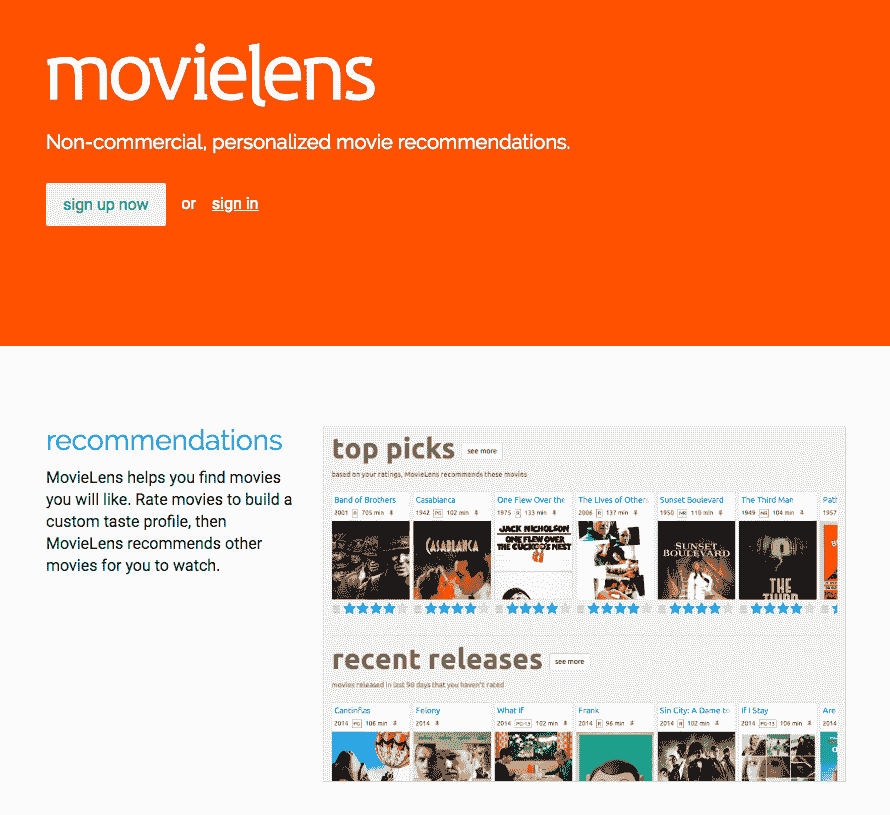 movielens
Non-commercial, personalized movie recommendations.
sign up now or sign in
recommendations
MovieLens helps you find movies
you will like. Rate movies to build a
custom taste profile, then
MovieLens recommends other
movies for you to watch.
top picks see more
based on your ratings, MovieLens recommends these movies
Band of Brothers Casablanca One Flew Over the The Lives of Others Sunset Boulevard The Third Man Path
2001 R 705 min 1942 PG 102 min 1975 R 133 min 2006 R 137 min 1950 NR 110 min 1949 NR 104 min 1957
CASABLANCA
JACK NICHOLSON
ONE FLEW OVER
THE CUCKOO'S NEST
SUNSET
BOULEVARD
THE
THIRD
recent releases see more
movies released in last 90 days that you haven't rated
Cantinflas Felony What If Frank Sin City: A Dame to If I Stay Are
2014 PG 106 min 2014 2014 PG-13 102 min 2014 R 96 min 2014 R 102 min 2014 PG-13 106 min 2014